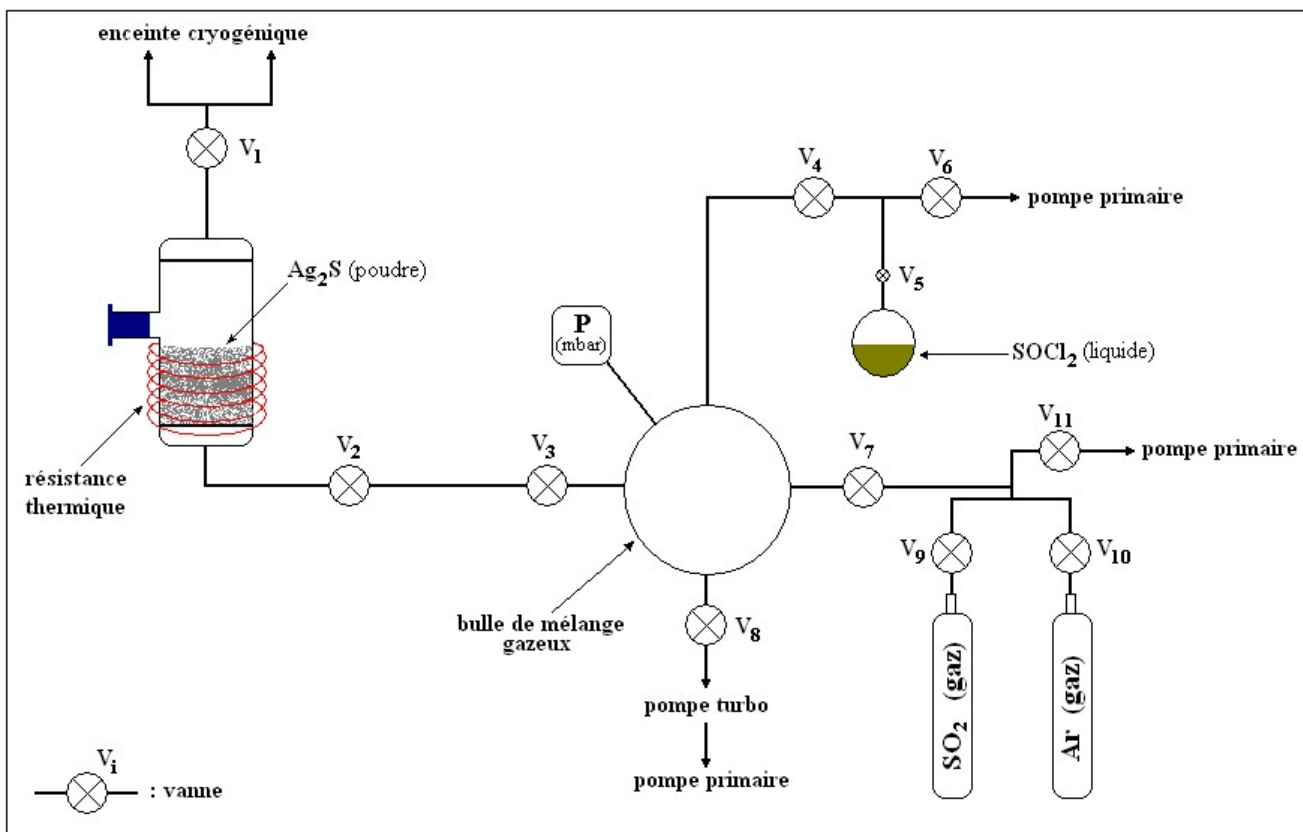 enceinte cryogénique
V1
Ag2S (poudre)
résistance
thermique
V2
V3
P
(mbar)
V4
V6
pompe primaire
V5
SOCl2 (liquide)
V11
pompe primaire
V7
V9
V10
bulle de mélange
gazeux
V8
pompe turbo
pompe primaire
SO2 (gaz)
Ar (gaz)
Vi
: vanne